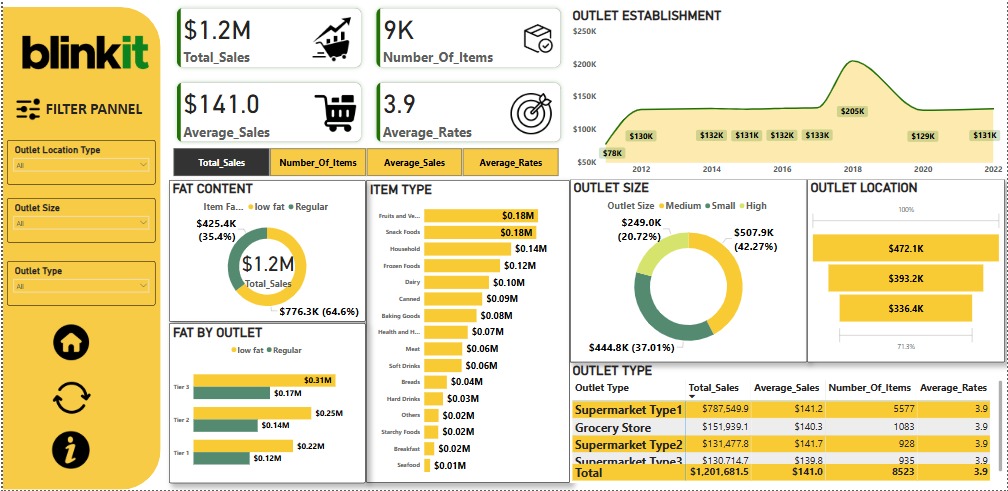 blinkit
FILTER PANNEL
Outlet Location Type
All
Outlet Size
All
Outlet Type
All
$1.2M
Total_Sales
9K
Number_Of_Items
$141.0
Average_Sales
3.9
Average_Rates
Total_Sales Number_Of_Items Average_Sales Average_Rates
OUTLET ESTABLISHMENT
$250K
$200K
$150K
$100K
$50K
$78K $130K $132K $131K $132K $133K $205K $129K $131K
2012 2014 2016 2018 2020 2022
FAT CONTENT
Item Fa... low fat Regular
$425.4K
(35.4%)
$1.2M
Total_Sales
$776.3K (64.6%)
FAT BY OUTLET
low fat Regular
Tier 3 $0.31M
$0.17M
Tier 2 $0.25M
$0.14M
Tier 1 $0.22M
$0.12M
ITEM TYPE
Fruits and Ve... $0.18M
Snack Foods $0.18M
Household $0.14M
Frozen Foods $0.12M
Dairy $0.10M
Canned $0.09M
Baking Goods $0.08M
Health and H... $0.07M
Meat $0.06M
Soft Drinks $0.06M
Breads $0.04M
Hard Drinks $0.03M
Others $0.02M
Starchy Foods $0.02M
Breakfast $0.02M
Seefood $0.01M
OUTLET SIZE
Outlet Size Medium Small High
$249.0K
(20.72%)
$507.9K
(42.27%)
$444.8K (37.01%)
OUTLET LOCATION
100%
$472.1K
$393.2K
$336.4K
71.3%
OUTLET TYPE
Outlet Type Total_Sales Average_Sales Number_Of_Items Average_Rates
Supermarket Type1 $787,549.9 $141.2 5577 3.9
Grocery Store $151,939.1 $140.3 1083 3.9
Supermarket Type2 $131,477.8 $141.7 928 3.9
Supermarket Type3 $130,714.7 $139.8 935 3.9
Total $1,201,681.5 $141.0 8523 3.9